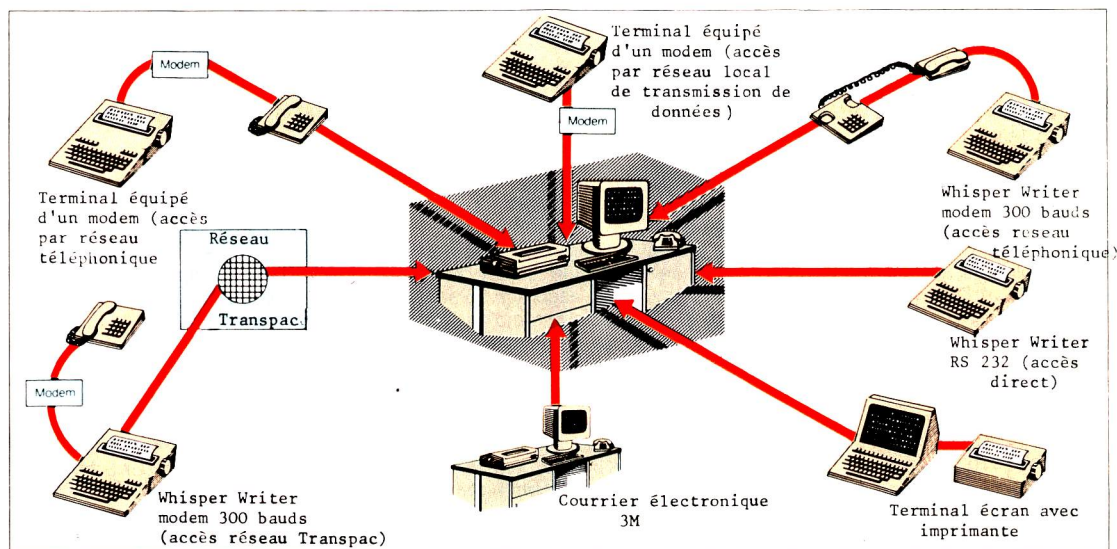 Modem
Terminal équipé
d'un modem (accès
par réseau
téléphonique
Terminal équipé
d'un modem (accès
par réseau local
de transmission de
données)
Modem
Whisper Writer
modem 300 bauds
(accès reseau
téléphonique)
Réseau
Transpac
Modem
Whisper Writer
modem 300 bauds
(accès réseau Transpac)
Courrier électronique
3M
Whisper Writer
RS 232 (accès
direct)
Terminal écran avec
imprimante